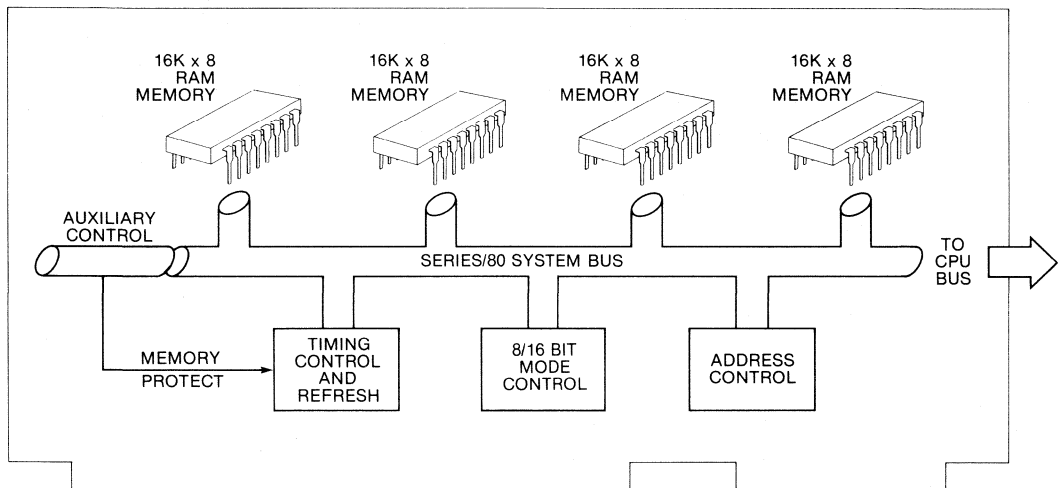 16K x 8
RAM
MEMORY
16K x 8
RAM
MEMORY
16K x 8
RAM
MEMORY
16K x 8
RAM
MEMORY
AUXILIARY
CONTROL
SERIES/80 SYSTEM BUS
TO
CPU
BUS
MEMORY
PROTECT
TIMING
CONTROL
AND
REFRESH
8/16 BIT
MODE
CONTROL
ADDRESS
CONTROL